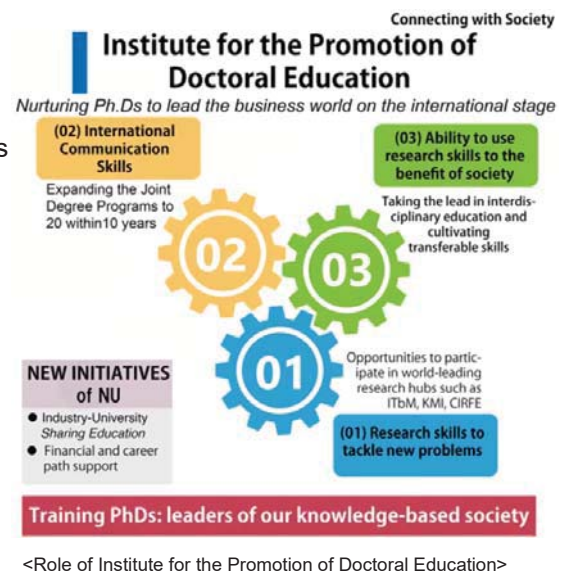 Connecting with Society
Institute for the Promotion of
Doctoral Education
Nurturing Ph.Ds to lead the business world on the international stage
s
(02) International
Communication
Skills
Expanding the Joint
Degree Programs to
20 within10 years
(03) Ability to use
research skills to the
benefit of society
Taking the lead in interdis-
ciplinary education and
cultivating
transferable skills
02
03
01
Opportunities to partic-
ipate in world-leading
research hubs such as
ITbM, KMI, CIRFE
(01) Research skills to
tackle new problems
NEW INITIATIVES
of NU
● Industry-University
Sharing Education
● Financial and career
path support
Training PhDs: leaders of our knowledge-based society
<Role of Institute for the Promotion of Doctoral Education>